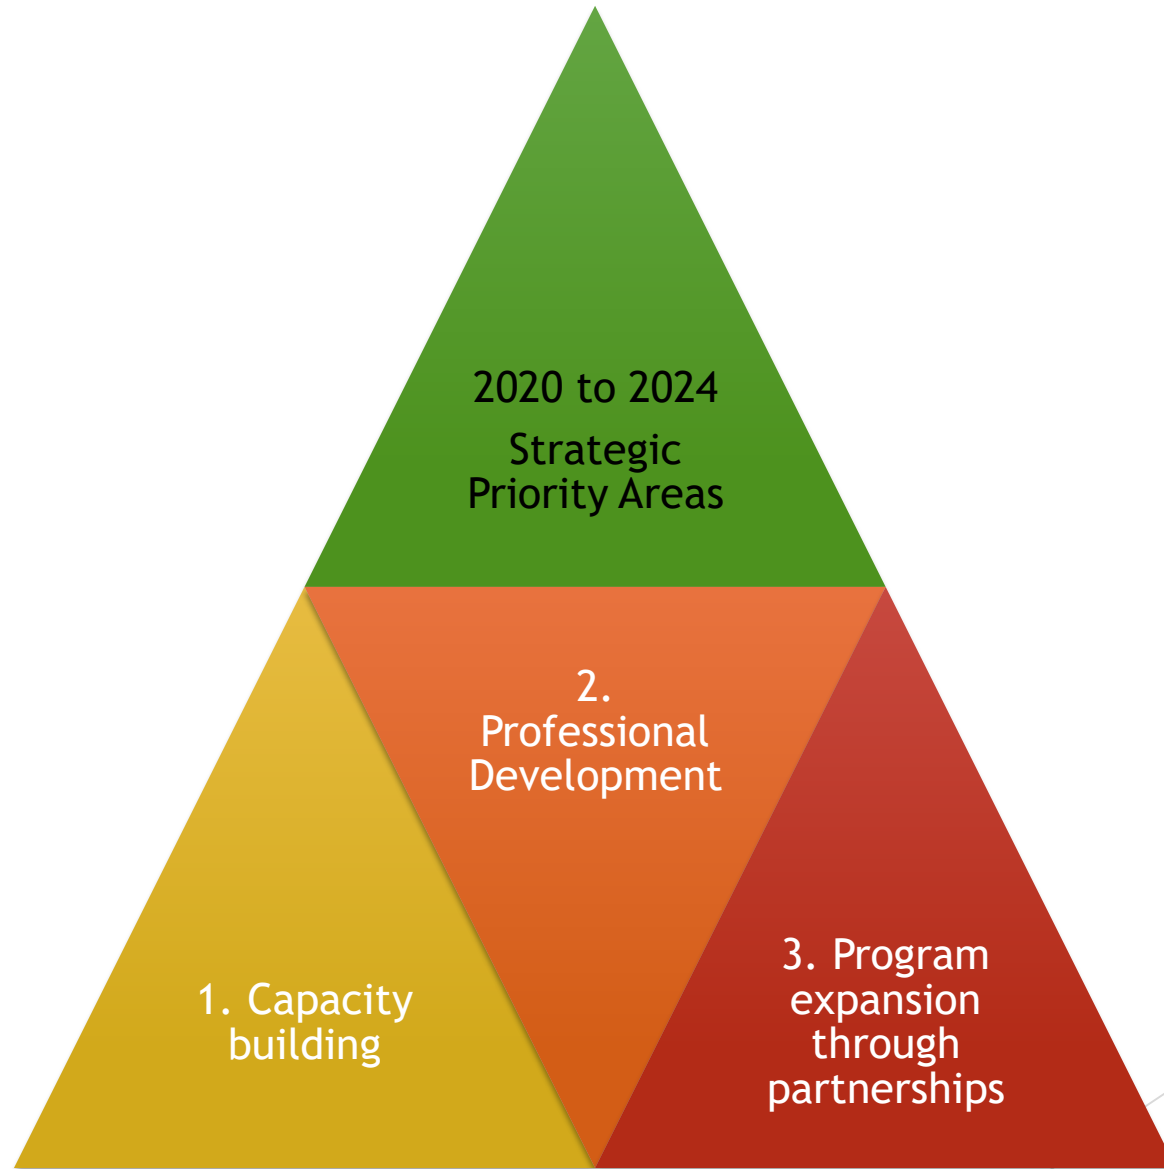 2020 to 2024
Strategic
Priority Areas
2.
Professional
Development
1. Capacity
building
3. Program
expansion
through
partnerships